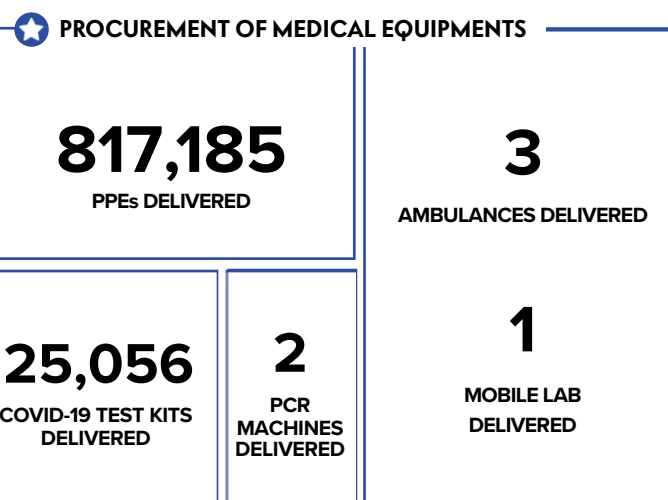 PROCUREMENT OF MEDICAL EQUIPMENTS
817,185
PPEs DELIVERED
3
AMBULANCES DELIVERED
25,056
COVID-19 TEST KITS
DELIVERED
2
PCR
MACHINES
DELIVERED
1
MOBILE LAB
DELIVERED